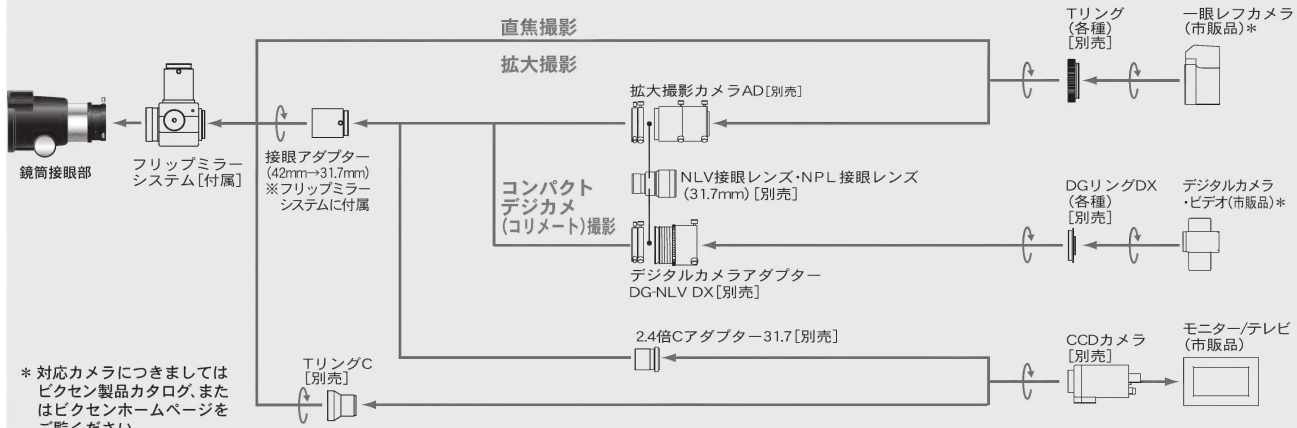 直焦撮影
拡大撮影
Tリング
(各種)
[別売]
一眼レフカメラ
(市販品)*
鏡筒接眼部
フリップミラー
システム[付属]
接眼アダプター
(42mm→31.7mm)
※フリップミラー
システムに付属
拡大撮影カメラAD[別売]
NLV接眼レンズ・NPL接眼レンズ
(31.7mm)[別売]
コンパクト
デジカメ
(コリメート)撮影
デジタルカメラアダプター
DG-NLV DX[別売]
DGリングDX
(各種)
[別売]
デジタルカメラ
・ビデオ(市販品)*
2.4倍Cアダプター31.7[別売]
TリングC
[別売]
CCDカメラ
[別売]
モニター/テレビ
(市販品)
*対応カメラにつきましては
ビクセン製品カタログ、また
はビクセンホームページを
ご覧ください。